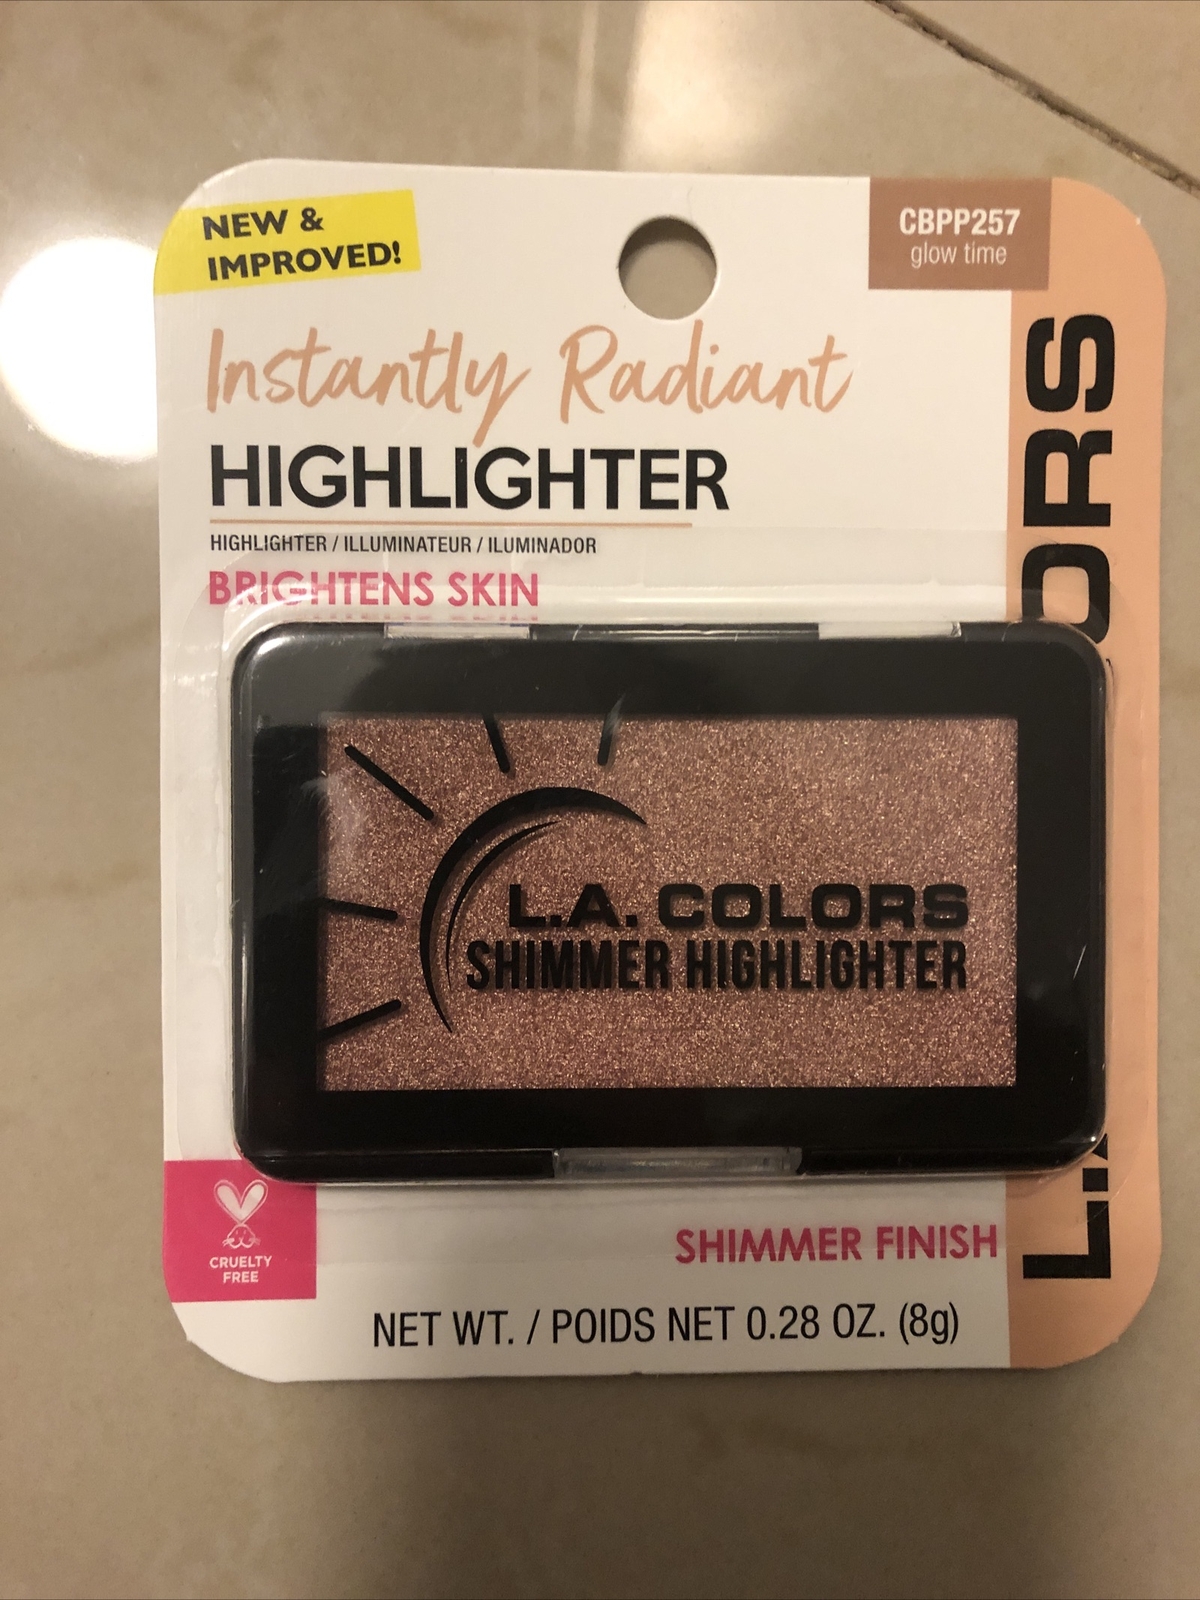 NEW &
IMPROVED!
CBPP257
glow time
Instantly Radiant
HIGHLIGHTER
HIGHLIGHTER / ILLUMINATEUR / ILUMINADOR
BRIGHTENS SKIN
L.A. COLORS
SHIMMER HIGHLIGHTER
CRUELTY
FREE
SHIMMER FINISH
NET WT. / POIDS NET 0.28 OZ. (8g)
L.A. ORS